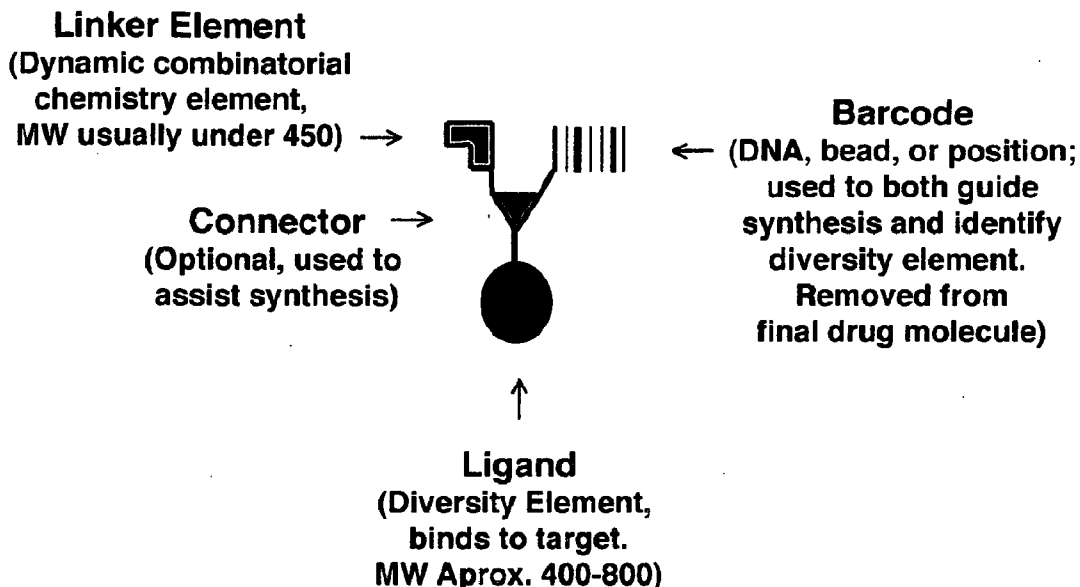 Linker Element
(Dynamic combinatorial
chemistry element,
MW usually under 450)
Barcode
(DNA, bead, or position;
used to both guide
synthesis and identify
diversity element.
Removed from
final drug molecule)
Connector
(Optional, used to
assist synthesis)
Ligand
(Diversity Element,
binds to target.
MW Aprox. 400-800)